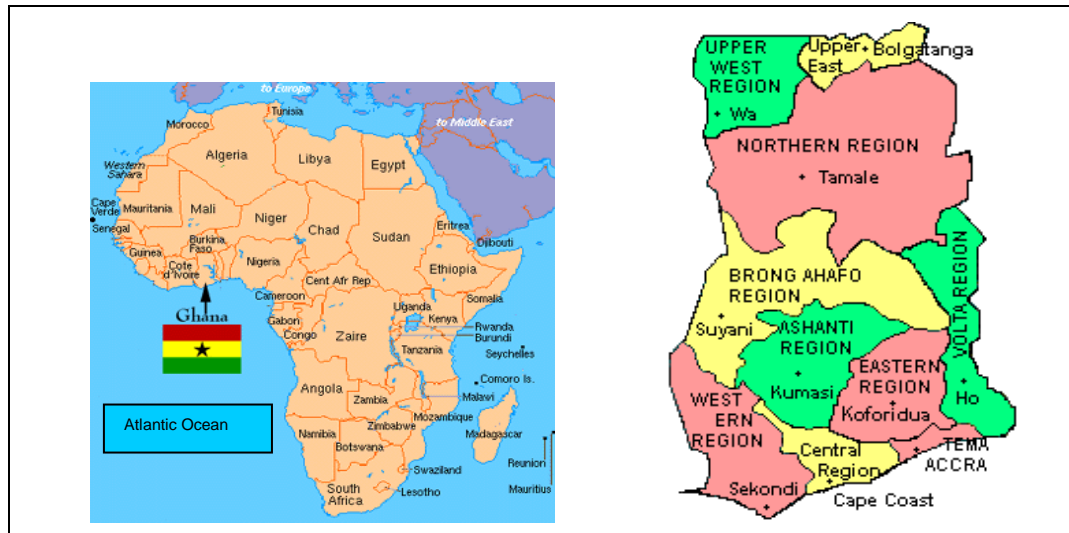 to Europe
Tunisia
to Middle East
Morocco
Algeria
Libya
Egypt
Western
Sahara
Cape
Verde
Mauritania
Mali
Niger
Chad
Sudan
Eritrea
Senegal
Djibouti
Burkina
Faso
Guinea
Nigeria
Ethiopia
Cote
d'Ivoire
Cent Afr Rep
Cameroon
Somalia
Uganda
Ghana
Gabon
Kenya
Congo
Zaire
Rwanda
Burundi
Tanzania
Seychelles
Comoro Is.
Angola
Zambia
Malawi
Mozambique
Zimbabwe
Madagascar
Namibia
Botswana
Reunion
Swaziland
South
Africa
Lesotho
Mauritius
Atlantic Ocean
UPPER
WEST
REGION
Wa
Upper
East
Bolgatanga
NORTHERN REGION
Tamale
BRONG AHAFO
REGION
Suyani
ASHANTI
REGION
Kumasi
VOLTA REGION
Ho
EASTERN
REGION
Koforidua
WEST
ERN
REGION
Sekondi
Central
Region
Cape Coast
TEMA
ACCRA